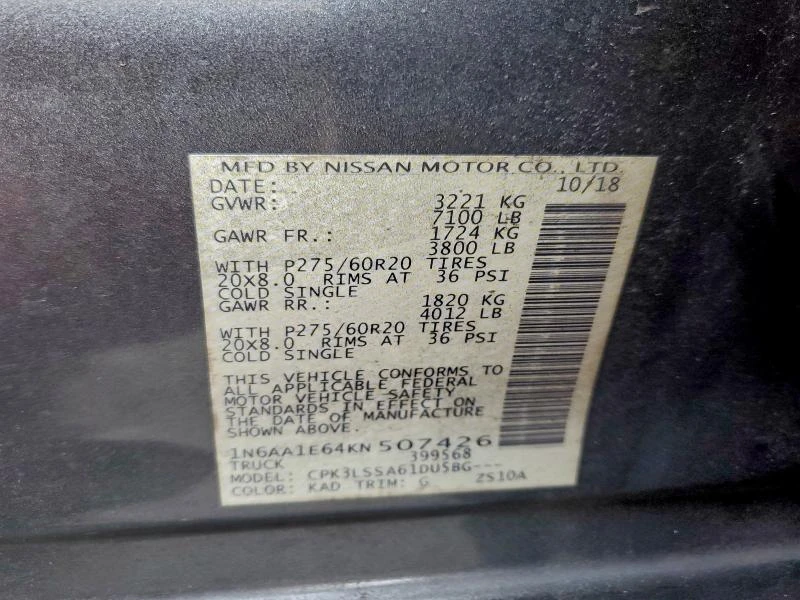 MFD BY NISSAN MOTOR CO., LTD.
DATE: 10/18
GVWR: 3221 KG
7100 LB
GAWR FR.: 1724 KG
3800 LB
WITH P275/60R20 TIRES
20X8.0 RIMS AT 36 PSI
COLD SINGLE
GAWR RR.: 1820 KG
4012 LB
WITH P275/60R20 TIRES
20X8.0 RIMS AT 36 PSI
COLD SINGLE
THIS VEHICLE CONFORMS TO
ALL APPLICABLE FEDERAL
MOTOR VEHICLE SAFETY
STANDARDS IN EFFECT ON
THE DATE OF MANUFACTURE
SHOWN ABOVE.
1N6AA1E64KN 507426
TRUCK 399568
MODEL: CPK3LSSA61DUSBG---
COLOR: KAD TRIM: G ZS10A